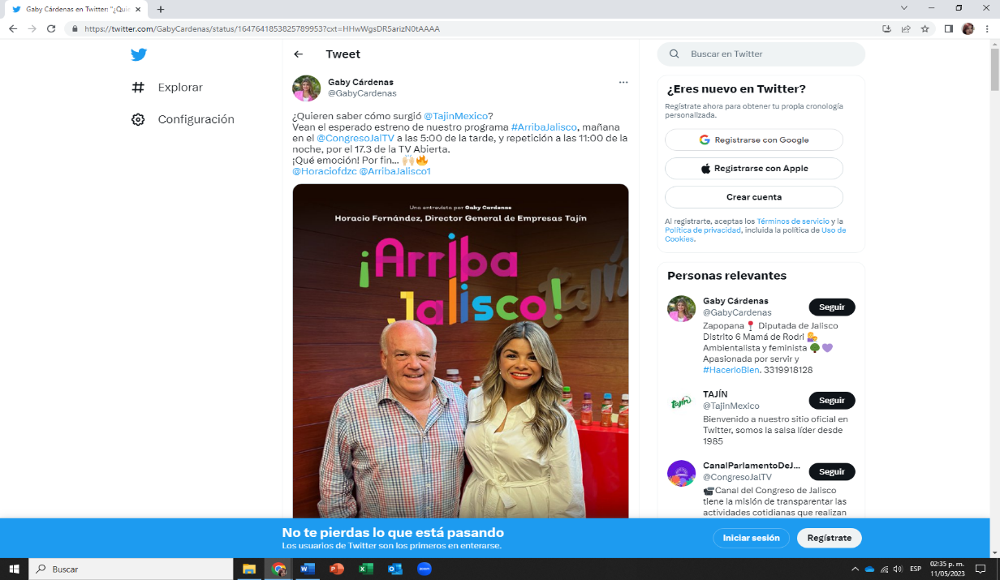 Gaby Cárdenas en Twitter: "¿Quie
https://twitter.com/GabyCardenas/status/1647641853825789953?cxt=HHwWgsDR5arizN0tAAAA
Explorar
Configuración
Tweet
Gaby Cárdenas
@GabyCardenas
¿Quieren saber cómo surgió @TajinMexico?
Vean el esperado estreno de nuestro programa #ArribaJalisco, mañana
en el @CongresoJalTV a las 5:00 de la tarde, y repetición a las 11:00 de la
noche, por el 17.3 de la TV Abierta.
¡Qué emoción! Por fin... 🙌🏻🔥
@Horaciofdzc @ArribaJalisco1
Una entrevista por Gaby Cardenas
Horacio Fernández, Director General de Empresas Tajín
¡Arriba
Jalisco!
tajín
Buscar en Twitter
¿Eres nuevo en Twitter?
Regístrate ahora para obtener tu propia cronología
personalizada.
Registrarse con Google
Registrarse con Apple
Crear cuenta
Al registrarte, aceptas los Términos de servicio y la
Política de privacidad, incluida la política de Uso de
Cookies.
Personas relevantes
Gaby Cárdenas
@GabyCardenas
Seguir
Zapopana 📍 Diputada de Jalisco
Distrito 6 Mamá de Rodri 💁‍♀️
Ambientalista y feminista 🌳💜
Apasionada por servir y
#HacerloBien. 3319918128
tajín
TAJÍN
@TajinMexico
Seguir
Bienvenido a nuestro sitio oficial en
Twitter, somos la salsa líder desde
1985
CanalParlamentoDeJ...
@CongresoJalTV
Seguir
📹Canal del Congreso de Jalisco
tiene la misión de transparentar las
actividades cotidianas que realizan
No te pierdas lo que está pasando
Los usuarios de Twitter son los primeros en enterarse.
Iniciar sesión
Regístrate
Buscar
zoom
ESP
02:35 p. m.
11/05/2023